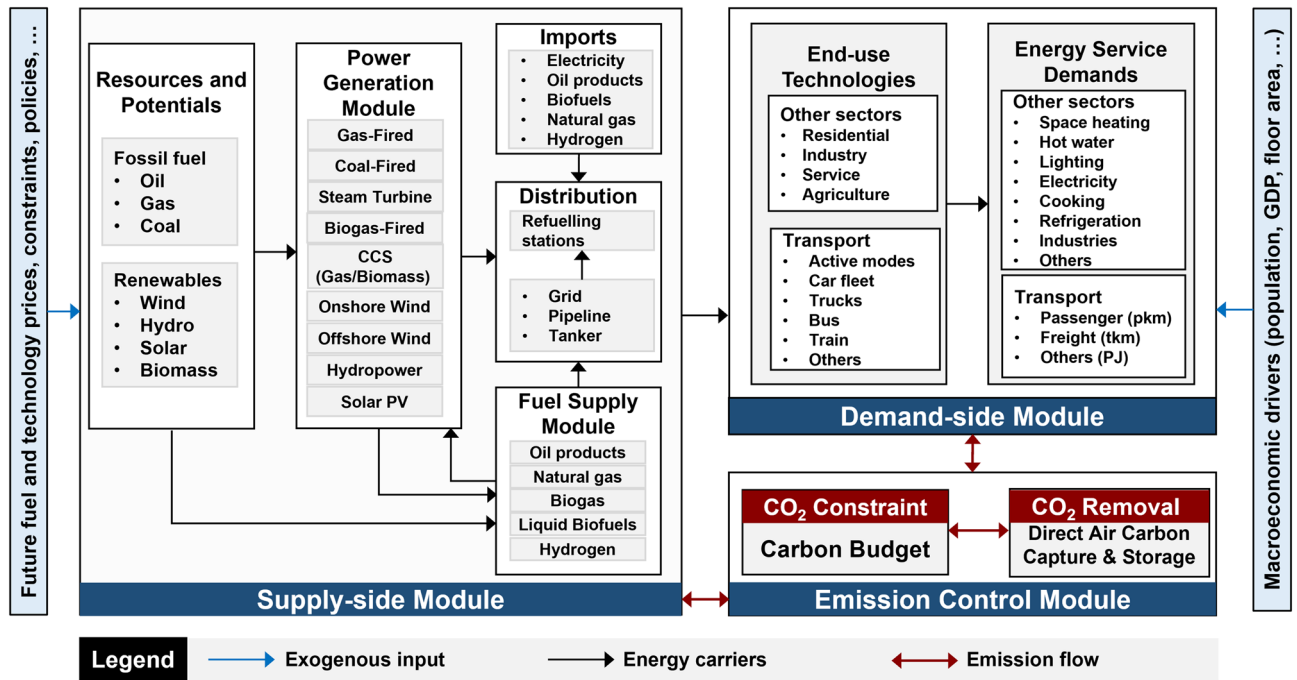 Future fuel and technology prices, constraints, policies, …
Resources and
Potentials
Fossil fuel
• Oil
• Gas
• Coal
Renewables
• Wind
• Hydro
• Solar
• Biomass
Power
Generation
Module
Gas-Fired
Coal-Fired
Steam Turbine
Biogas-Fired
CCS
(Gas/Biomass)
Onshore Wind
Offshore Wind
Hydropower
Solar PV
Imports
• Electricity
• Oil products
• Biofuels
• Natural gas
• Hydrogen
Distribution
Refuelling
stations
• Grid
• Pipeline
• Tanker
Fuel Supply
Module
Oil products
Natural gas
Biogas
Liquid Biofuels
Hydrogen
Supply-side Module
End-use
Technologies
Other sectors
• Residential
• Industry
• Service
• Agriculture
Transport
• Active modes
• Car fleet
• Trucks
• Bus
• Train
• Others
Energy Service
Demands
Other sectors
• Space heating
• Hot water
• Lighting
• Electricity
• Cooking
• Refrigeration
• Industries
• Others
Transport
• Passenger (pkm)
• Freight (tkm)
• Others (PJ)
Demand-side Module
CO₂ Constraint
Carbon Budget
CO₂ Removal
Direct Air Carbon
Capture & Storage
Emission Control Module
Macroeconomic drivers (population, GDP, floor area, …)
Legend
Exogenous input
Energy carriers
Emission flow